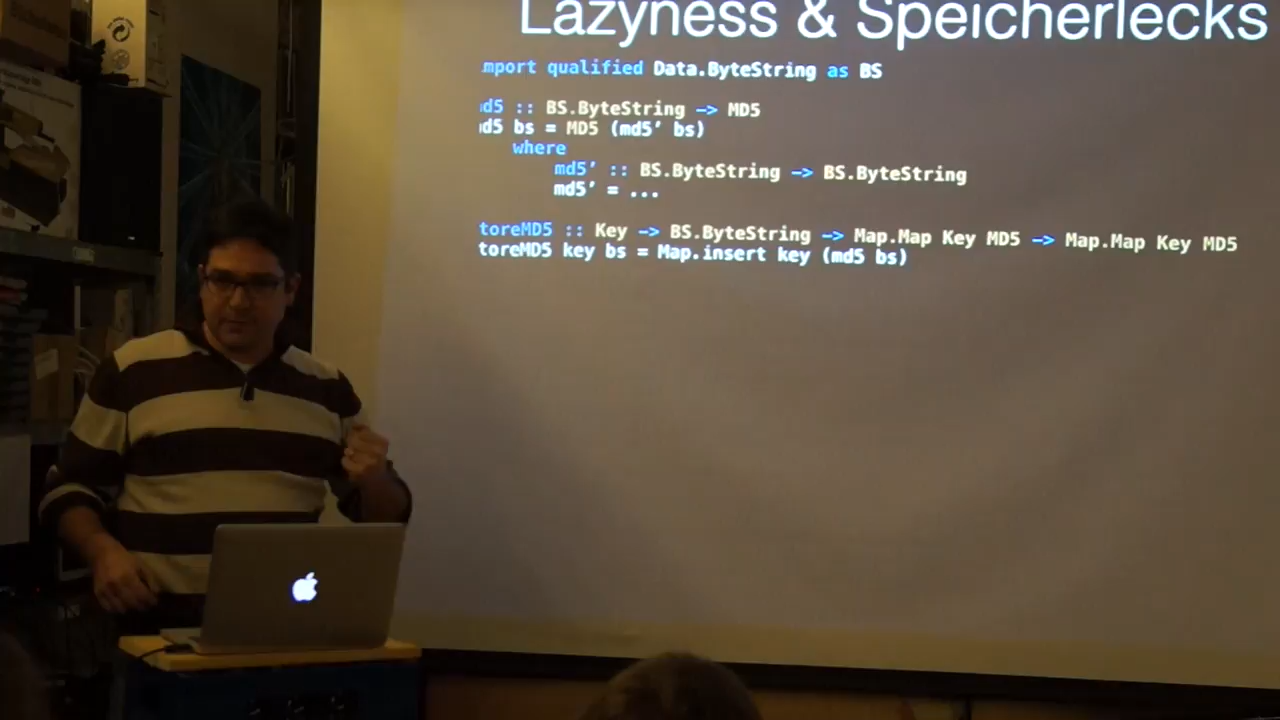 Lazyness & Speicherlecks
mport qualified Data.ByteString as BS
md5 :: BS.ByteString -> MD5
md5 bs = MD5 (md5’ bs)
where
md5’ :: BS.ByteString -> BS.ByteString
md5’ = ...
toreMD5 :: Key -> BS.ByteString -> Map.Map Key MD5 -> Map.Map Key MD5
toreMD5 key bs = Map.insert key (md5 bs)